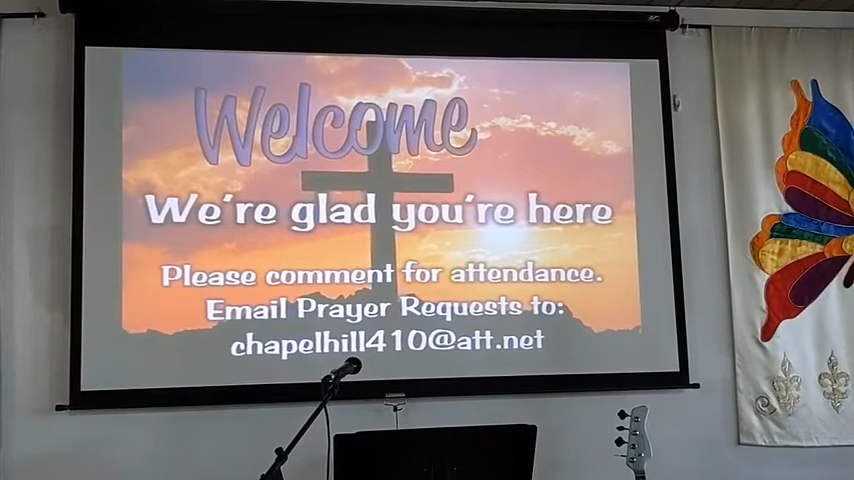 Welcome
We're glad you're here
Please comment for attendance.
Email Prayer Requests to:
chapelhill410@att.net